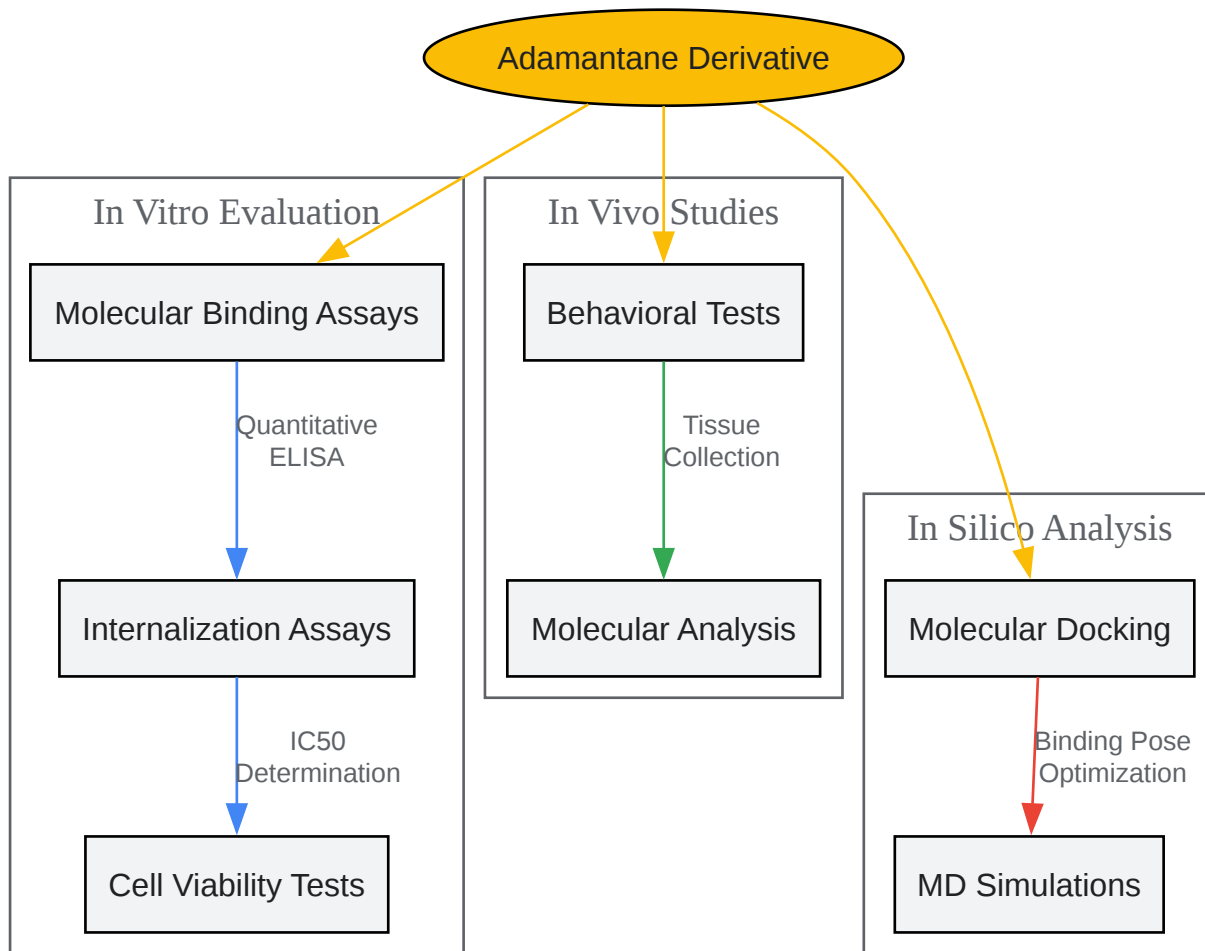 Adamantane Derivative
In Vitro Evaluation
Molecular Binding Assays
Quantitative
ELISA
Internalization Assays
IC50
Determination
Cell Viability Tests
In Vivo Studies
Behavioral Tests
Tissue
Collection
Molecular Analysis
In Silico Analysis
Molecular Docking
Binding Pose
Optimization
MD Simulations